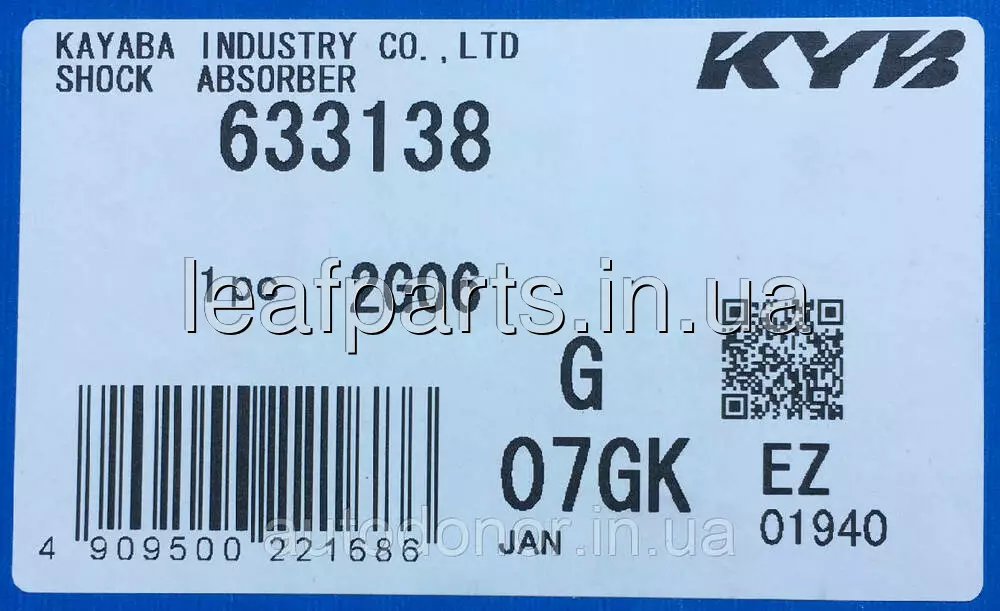 KAYABA INDUSTRY CO.,LTD
KYB
SHOCK ABSORBER
633138
1pc
leafparts.in.ua
G
07GK
EZ
4 909500 221686
JAN
01940
autodonor.in.ua